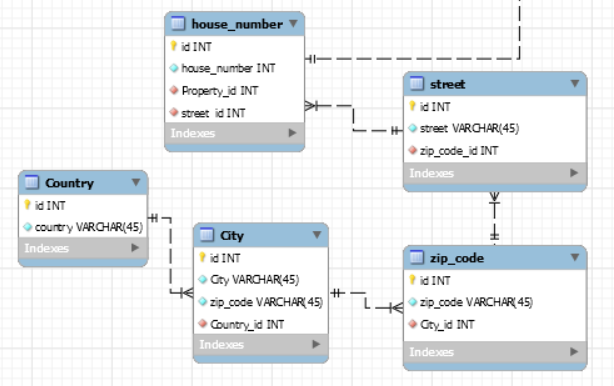 house_number
id INT
house_number INT
Property_id INT
street_id INT
Indexes
street
id INT
street VARCHAR(45)
zip_code_id INT
Indexes
Country
id INT
country VARCHAR(45)
Indexes
City
id INT
City VARCHAR(45)
zip_code VARCHAR(45)
Country_id INT
Indexes
zip_code
id INT
zip_code VARCHAR(45)
City_id INT
Indexes